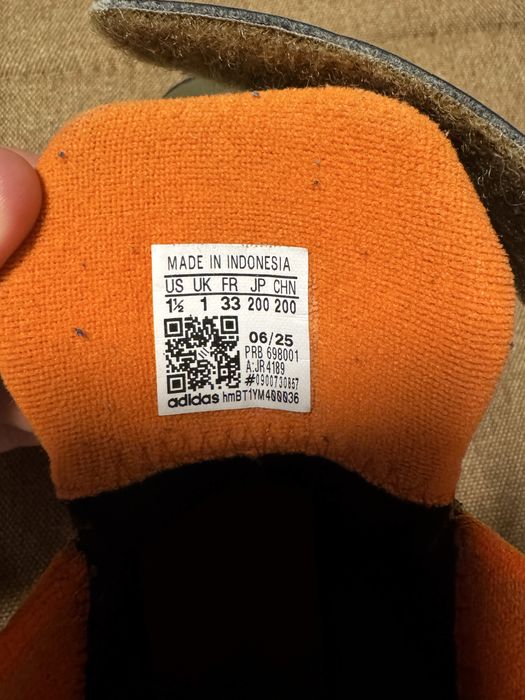 MADE IN INDONESIA
US UK FR JP CHN
1½ 1 33 200 200
06/25
PRB 698001
A:JR4189
#0900730867
adidas hmBT1YM400036